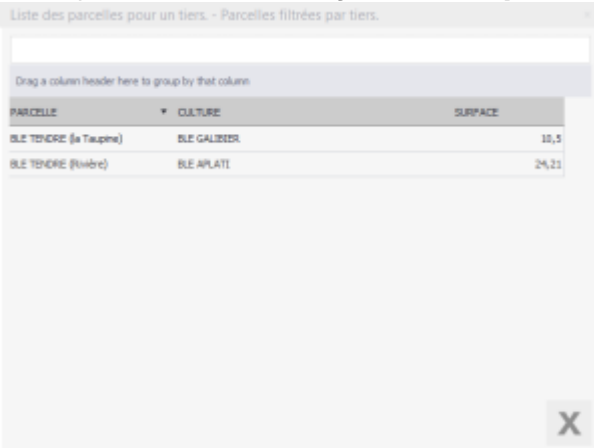 Liste des parcelles pour un tiers. - Parcelles filtrées par tiers.
Drag a column header here to group by that column
PARCELLE CULTURE SURFACE
BLE TENDRE (la Taupine) BLE GALIBIER 10,5
BLE TENDRE (Rivière) BLE APLATI 24,21
X